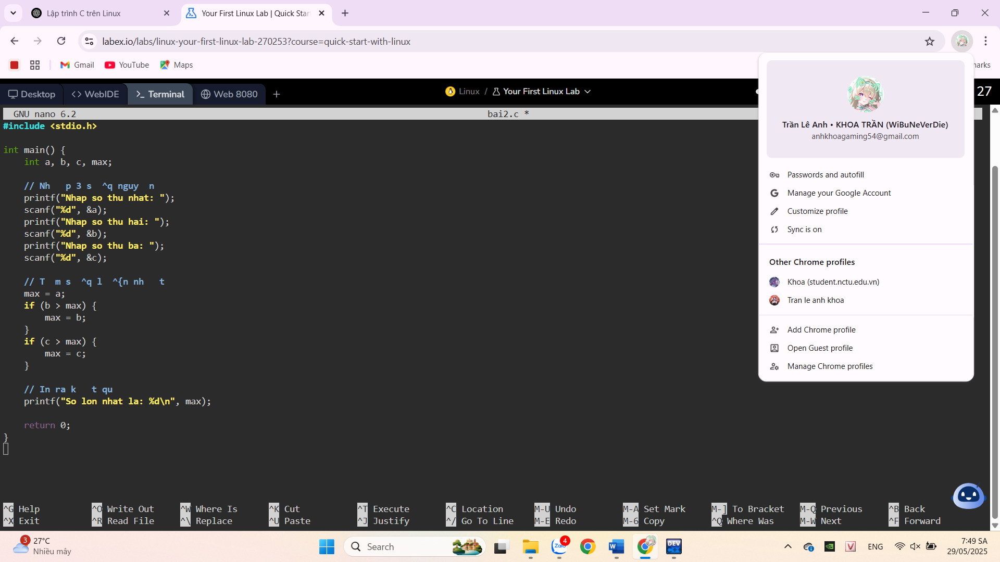 Lập trình C trên Linux
Your First Linux Lab | Quick Star
labex.io/labs/linux-your-first-linux-lab-270253?course=quick-start-with-linux
Gmail
YouTube
Maps
Desktop
WebIDE
Terminal
Web 8080
Linux / Your First Linux Lab
27
GNU nano 6.2
bai2.c *
#include <stdio.h>
int main() {
int a, b, c, max;
// Nh   p 3 s  ^q nguy  n
printf("Nhap so thu nhat: ");
scanf("%d", &a);
printf("Nhap so thu hai: ");
scanf("%d", &b);
printf("Nhap so thu ba: ");
scanf("%d", &c);
// T  m s  ^q l  ^{n nh   t
max = a;
if (b > max) {
max = b;
}
if (c > max) {
max = c;
}
// In ra k   t qu
printf("So lon nhat la: %d\n", max);
return 0;
}
^G Help
^O Write Out
^W Where Is
^K Cut
^T Execute
^C Location
M-U Undo
M-A Set Mark
M-] To Bracket
M-Q Previous
^B Back
^X Exit
^R Read File
^\ Replace
^U Paste
^J Justify
^/ Go To Line
M-E Redo
M-6 Copy
^Q Where Was
M-W Next
^F Forward
Trần Lê Anh • KHOA TRẦN (WiBuNeVerDie)
anhkhoagaming54@gmail.com
Passwords and autofill
Manage your Google Account
Customize profile
Sync is on
Other Chrome profiles
Khoa (student.nctu.edu.vn)
Tran le anh khoa
Add Chrome profile
Open Guest profile
Manage Chrome profiles
3
27°C
Nhiều mây
Search
Zalo
4
W
DEV
V
ENG
7:49 SA
29/05/2025